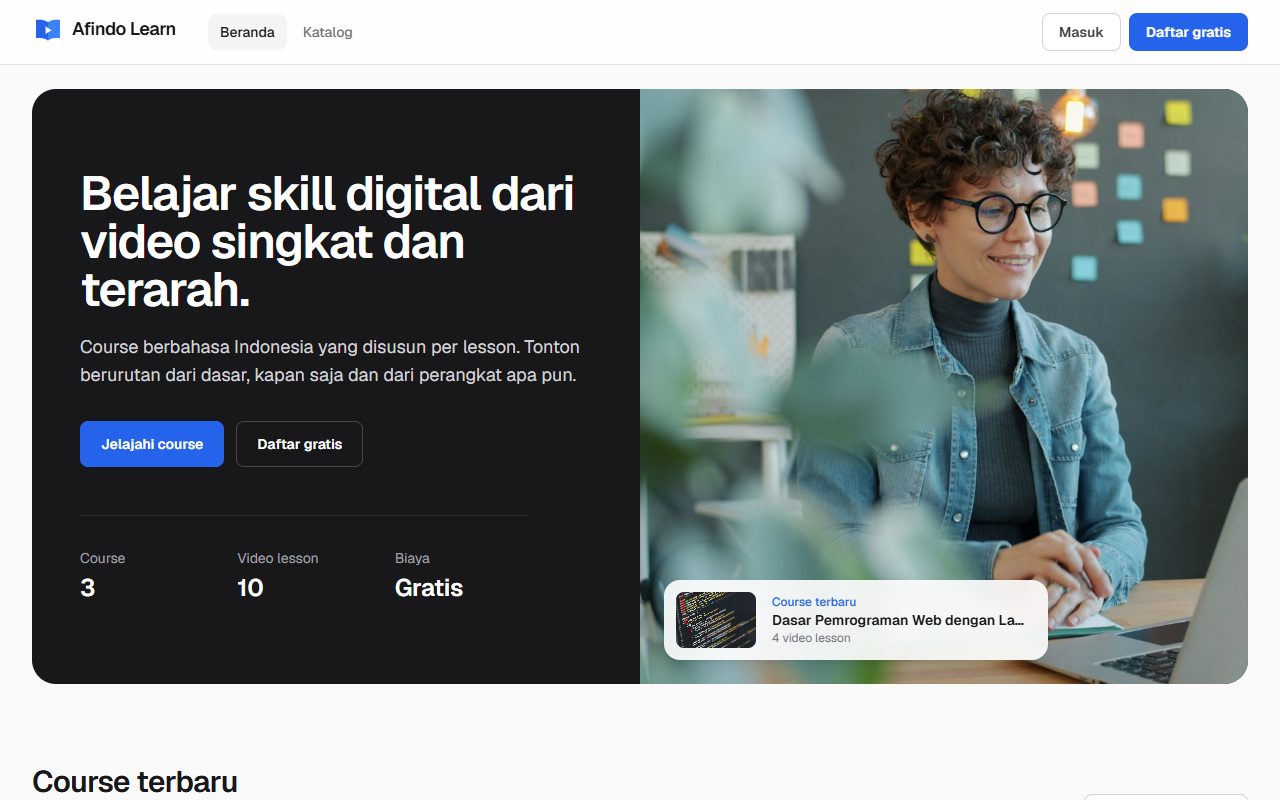 Afindo Learn
Beranda
Katalog
Masuk
Daftar gratis
Belajar skill digital dari
video singkat dan
terarah.
Course berbahasa Indonesia yang disusun per lesson. Tonton
berurutan dari dasar, kapan saja dan dari perangkat apa pun.
Jelajahi course
Daftar gratis
Course
Video lesson
Biaya
3
10
Gratis
Course terbaru
Dasar Pemrograman Web dengan La...
4 video lesson
Course terbaru